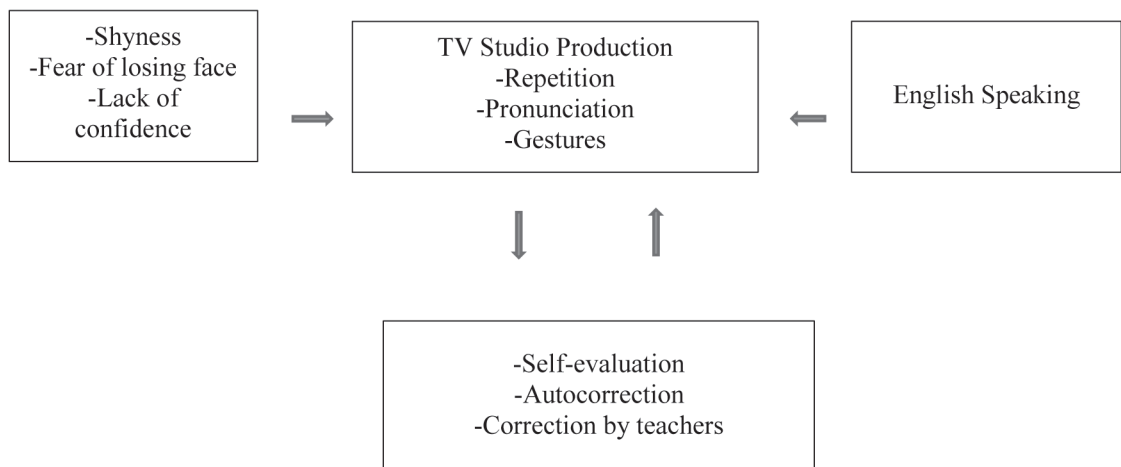 -Shyness
-Fear of losing face
-Lack of
confidence
TV Studio Production
-Repetition
-Pronunciation
-Gestures
English Speaking
-Self-evaluation
-Autocorrection
-Correction by teachers